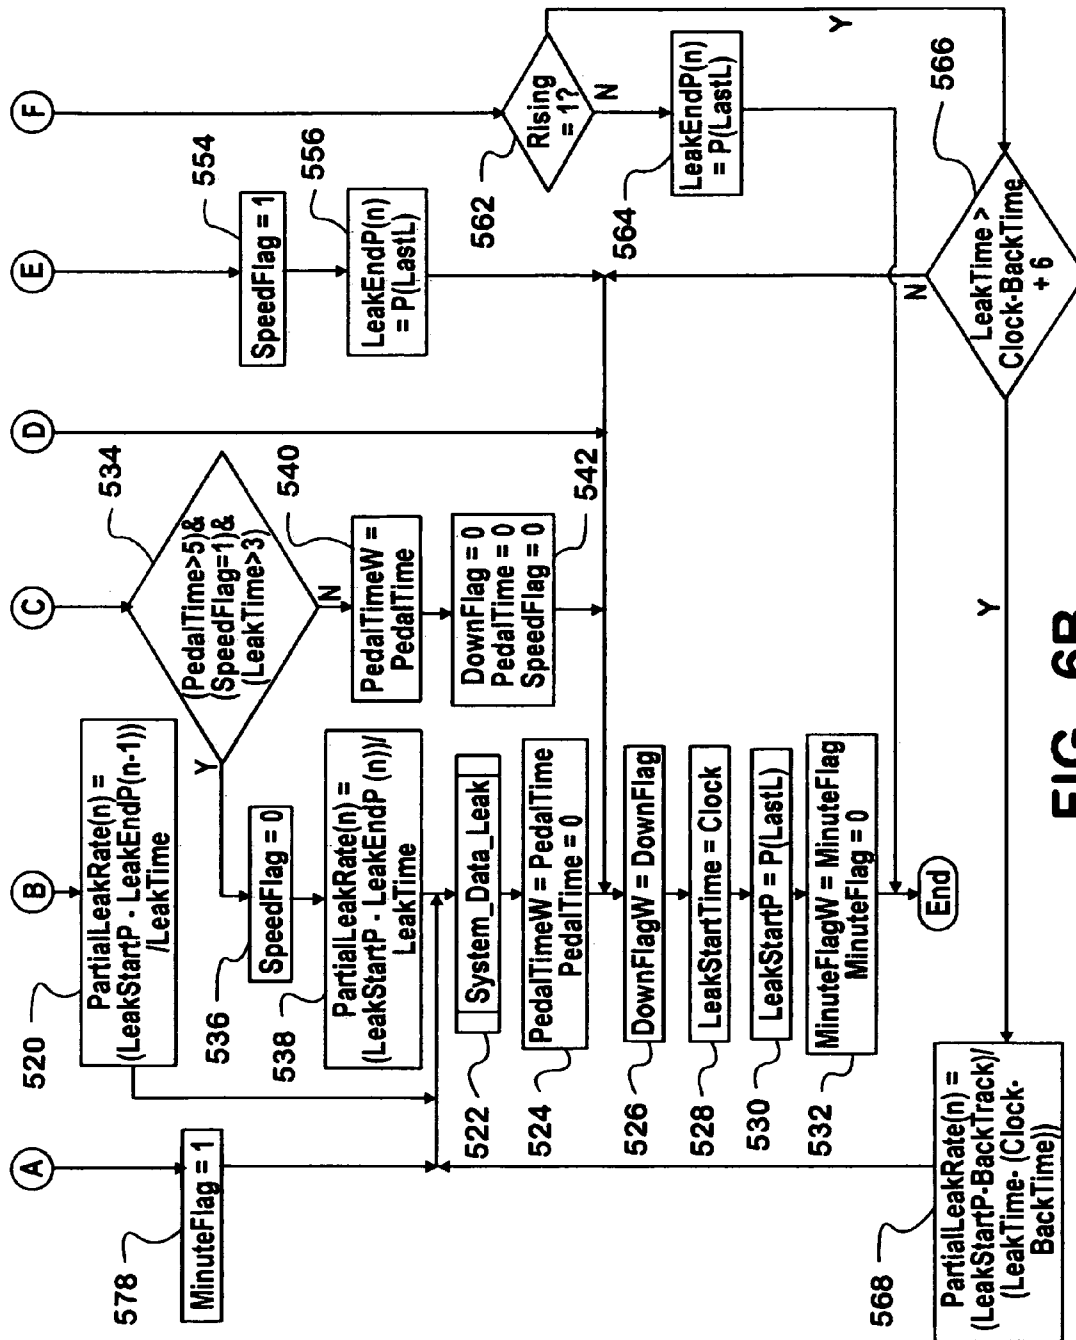 A
MinuteFlag = 1
578
B
PartialLeakRate(n) =
(LeakStartP - LeakEndP(n-1))
/LeakTime
520
C
(PedalTime>5)&
(SpeedFlag=1)&
(LeakTime>3)
534
Y
N
SpeedFlag = 0
536
PartialLeakRate(n) =
(LeakStartP - LeakEndP (n))/
LeakTime
538
PedalTimeW =
PedalTime
540
DownFlag = 0
PedalTime = 0
SpeedFlag = 0
542
System_Data_Leak
522
PedalTimeW = PedalTime
PedalTime = 0
524
DownFlagW = DownFlag
526
LeakStartTime = Clock
528
LeakStartP = P(LastL)
530
MinuteFlagW = MinuteFlag
MinuteFlag = 0
532
End
D
E
SpeedFlag = 1
554
LeakEndP(n)
= P(LastL)
556
F
Rising
= 1?
562
N
Y
LeakEndP(n)
= P(LastL)
564
LeakTime >
Clock-BackTime
+ 6
566
N
Y
PartialLeakRate(n) =
(LeakStartP-BackTrack)/
(LeakTime- (Clock-
BackTime))
568
FIG. 6B